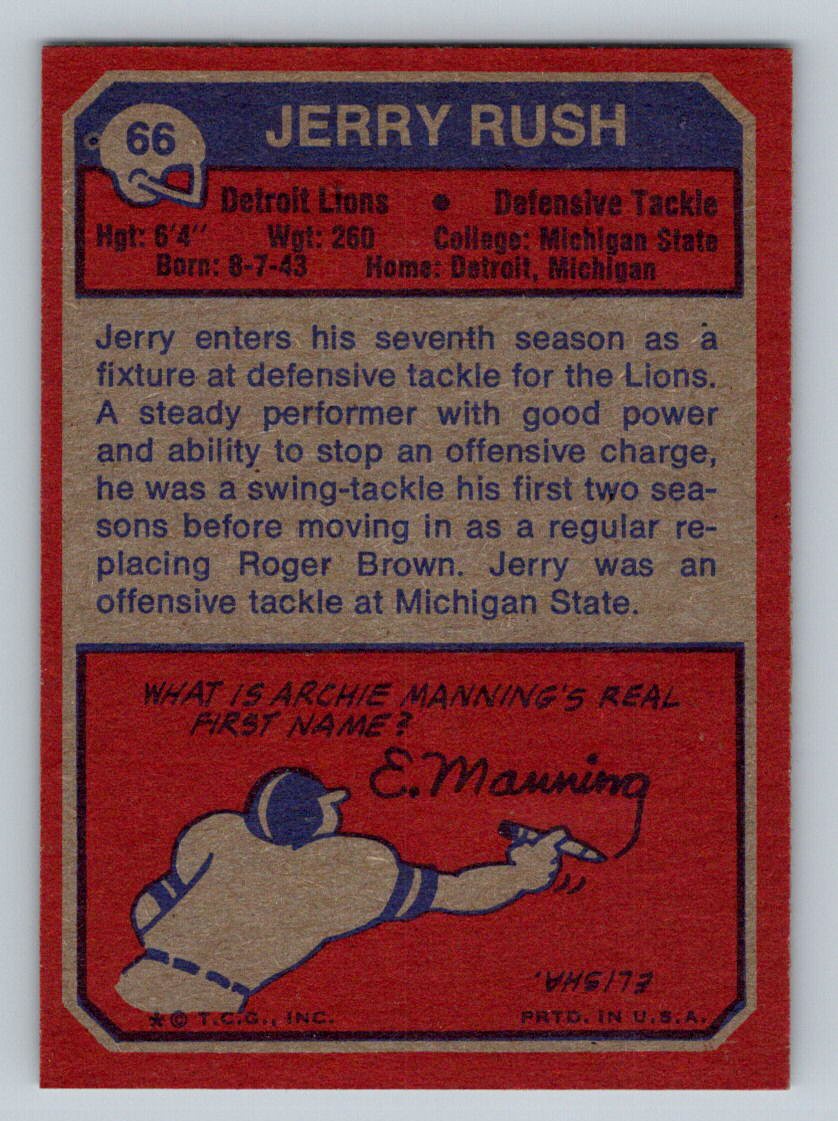 66
JERRY RUSH
Detroit Lions • Defensive Tackle
Hgt: 6'4" Wgt: 260 College: Michigan State
Born: 8-7-43 Home: Detroit, Michigan
Jerry enters his seventh season as a
fixture at defensive tackle for the Lions.
A steady performer with good power
and ability to stop an offensive charge,
he was a swing-tackle his first two sea-
sons before moving in as a regular re-
placing Roger Brown. Jerry was an
offensive tackle at Michigan State.
WHAT IS ARCHIE MANNING'S REAL
FIRST NAME?
E. Manning
ELISHA.
* © T.C.G., INC. PRTD. IN U.S.A.